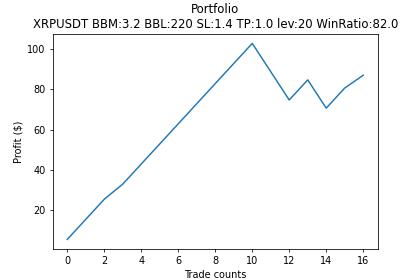 Portfolio
XRPUSDT BBM:3.2 BBL:220 SL:1.4 TP:1.0 lev:20 WinRatio:82.0
100
80
60
40
20
Profit ($)
0 2 4 6 8 10 12 14 16
Trade counts